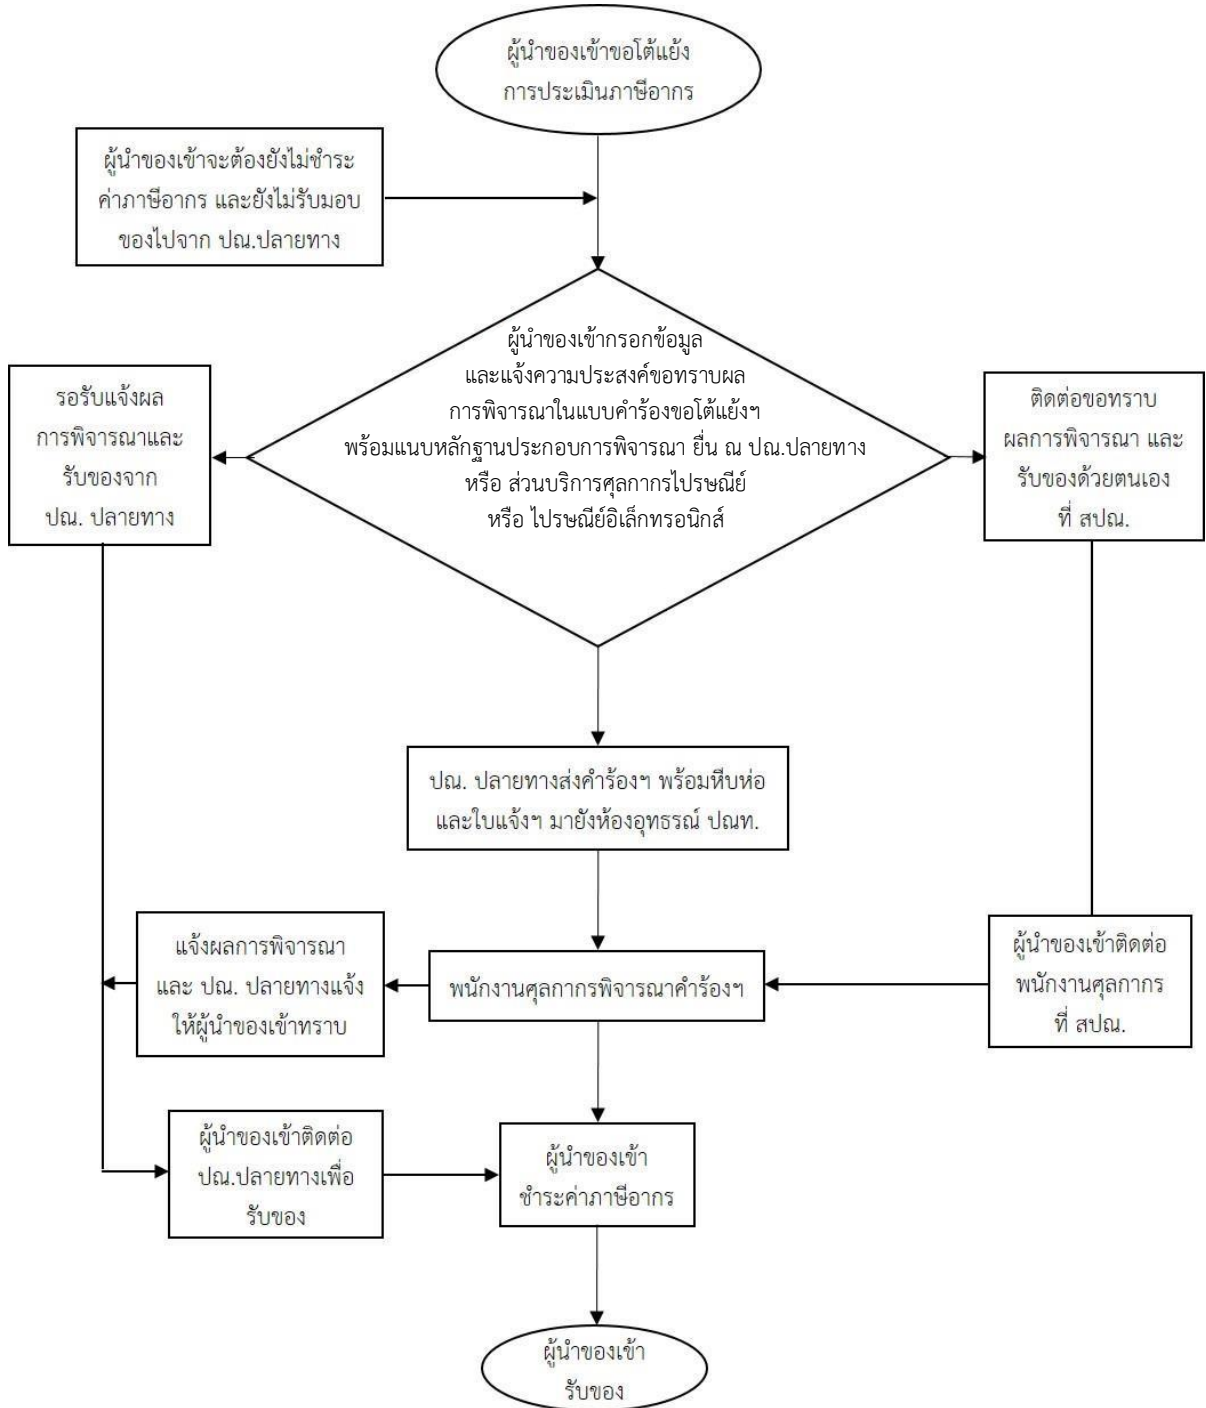 ผู้นำของเข้าขอโต้แย้ง
การประเมินภาษีอากร
ผู้นำของเข้าจะต้องยังไม่ชำระ
ค่าภาษีอากร และยังไม่รับมอบ
ของไปจาก ปณ.ปลายทาง
ผู้นำของเข้ากรอกข้อมูล
และแจ้งความประสงค์ขอทราบผล
การพิจารณาในแบบคำร้องขอโต้แย้งฯ
พร้อมแนบหลักฐานประกอบการพิจารณา ยื่น ณ ปณ.ปลายทาง
หรือ ส่วนบริการศุลกากรไปรษณีย์
หรือ ไปรษณีย์อิเล็กทรอนิกส์
รอรับแจ้งผล
การพิจารณาและ
รับของจาก
ปณ. ปลายทาง
ติดต่อขอทราบ
ผลการพิจารณา และ
รับของด้วยตนเอง
ที่ สปณ.
ปณ. ปลายทางส่งคำร้องฯ พร้อมหีบห่อ
และใบแจ้งฯ มายังห้องอุทธรณ์ ปณท.
แจ้งผลการพิจารณา
และ ปณ. ปลายทางแจ้ง
ให้ผู้นำของเข้าทราบ
พนักงานศุลกากรพิจารณาคำร้องฯ
ผู้นำของเข้าติดต่อ
พนักงานศุลกากร
ที่ สปณ.
ผู้นำของเข้าติดต่อ
ปณ.ปลายทางเพื่อ
รับของ
ผู้นำของเข้า
ชำระค่าภาษีอากร
ผู้นำของเข้า
รับของ